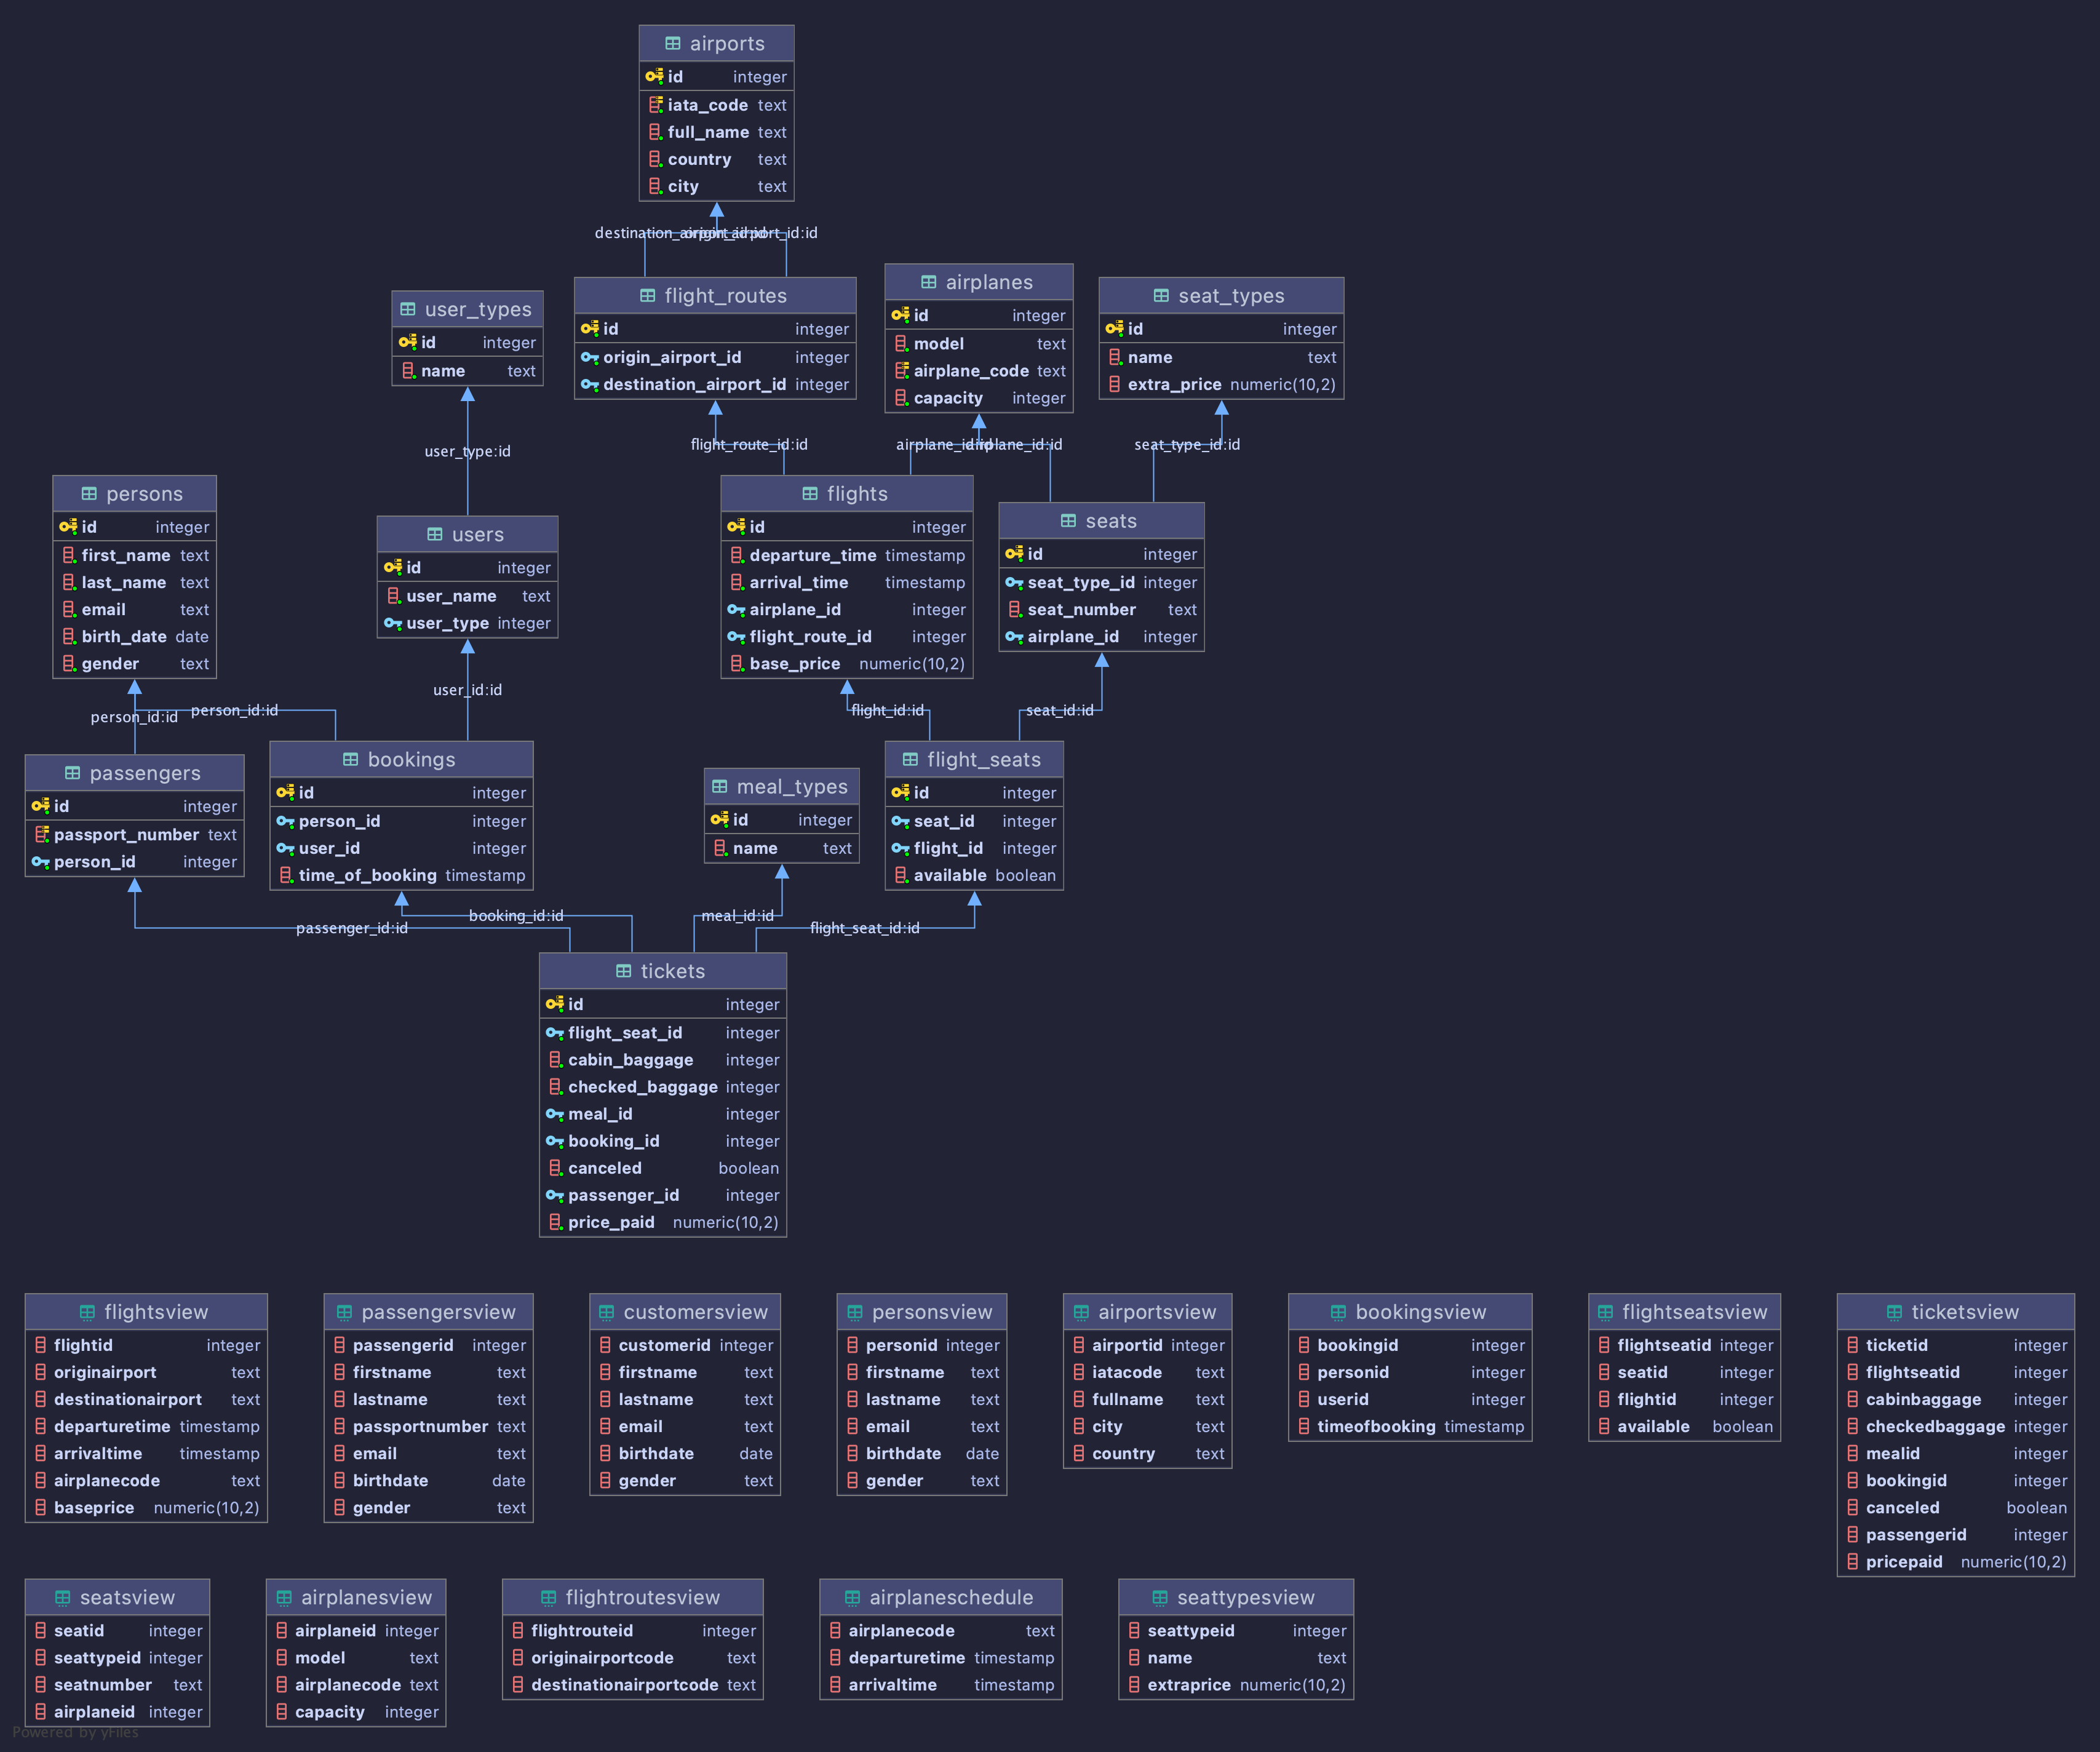 airports
id integer
iata_code text
full_name text
country text
city text
destination_airport_id:id
origin_airport_id:id
user_types
id integer
name text
flight_routes
id integer
origin_airport_id integer
destination_airport_id integer
airplanes
id integer
model text
airplane_code text
capacity integer
seat_types
id integer
name text
extra_price numeric(10,2)
user_type:id
flight_route_id:id
airplane_id:id
airplane_id:id
seat_type_id:id
persons
id integer
first_name text
last_name text
email text
birth_date date
gender text
users
id integer
user_name text
user_type integer
flights
id integer
departure_time timestamp
arrival_time timestamp
airplane_id integer
flight_route_id integer
base_price numeric(10,2)
seats
id integer
seat_type_id integer
seat_number text
airplane_id integer
person_id:id
person_id:id
user_id:id
flight_id:id
seat_id:id
passengers
id integer
passport_number text
person_id integer
bookings
id integer
person_id integer
user_id integer
time_of_booking timestamp
meal_types
id integer
name text
flight_seats
id integer
seat_id integer
flight_id integer
available boolean
passenger_id:id
booking_id:id
meal_id:id
flight_seat_id:id
tickets
id integer
flight_seat_id integer
cabin_baggage integer
checked_baggage integer
meal_id integer
booking_id integer
canceled boolean
passenger_id integer
price_paid numeric(10,2)
flightsview
flightid integer
originairport text
destinationairport text
departuretime timestamp
arrivaltime timestamp
airplanecode text
baseprice numeric(10,2)
passengersview
passengerid integer
firstname text
lastname text
passportnumber text
email text
birthdate date
gender text
customersview
customerid integer
firstname text
lastname text
email text
birthdate date
gender text
personsview
personid integer
firstname text
lastname text
email text
birthdate date
gender text
airportsview
airportid integer
iatacode text
fullname text
city text
country text
bookingsview
bookingid integer
personid integer
userid integer
timeofbooking timestamp
flightseatsview
flightseatid integer
seatid integer
flightid integer
available boolean
ticketsview
ticketid integer
flightseatid integer
cabinbaggage integer
checkedbaggage integer
mealid integer
bookingid integer
canceled boolean
passengerid integer
pricepaid numeric(10,2)
seatsview
seatid integer
seattypeid integer
seatnumber text
airplaneid integer
airplanesview
airplaneid integer
model text
airplanecode text
capacity integer
flightroutesview
flightrouteid integer
originairportcode text
destinationairportcode text
airplaneschedule
airplanecode text
departuretime timestamp
arrivaltime timestamp
seattypesview
seattypeid integer
name text
extraprice numeric(10,2)
Powered by yFiles